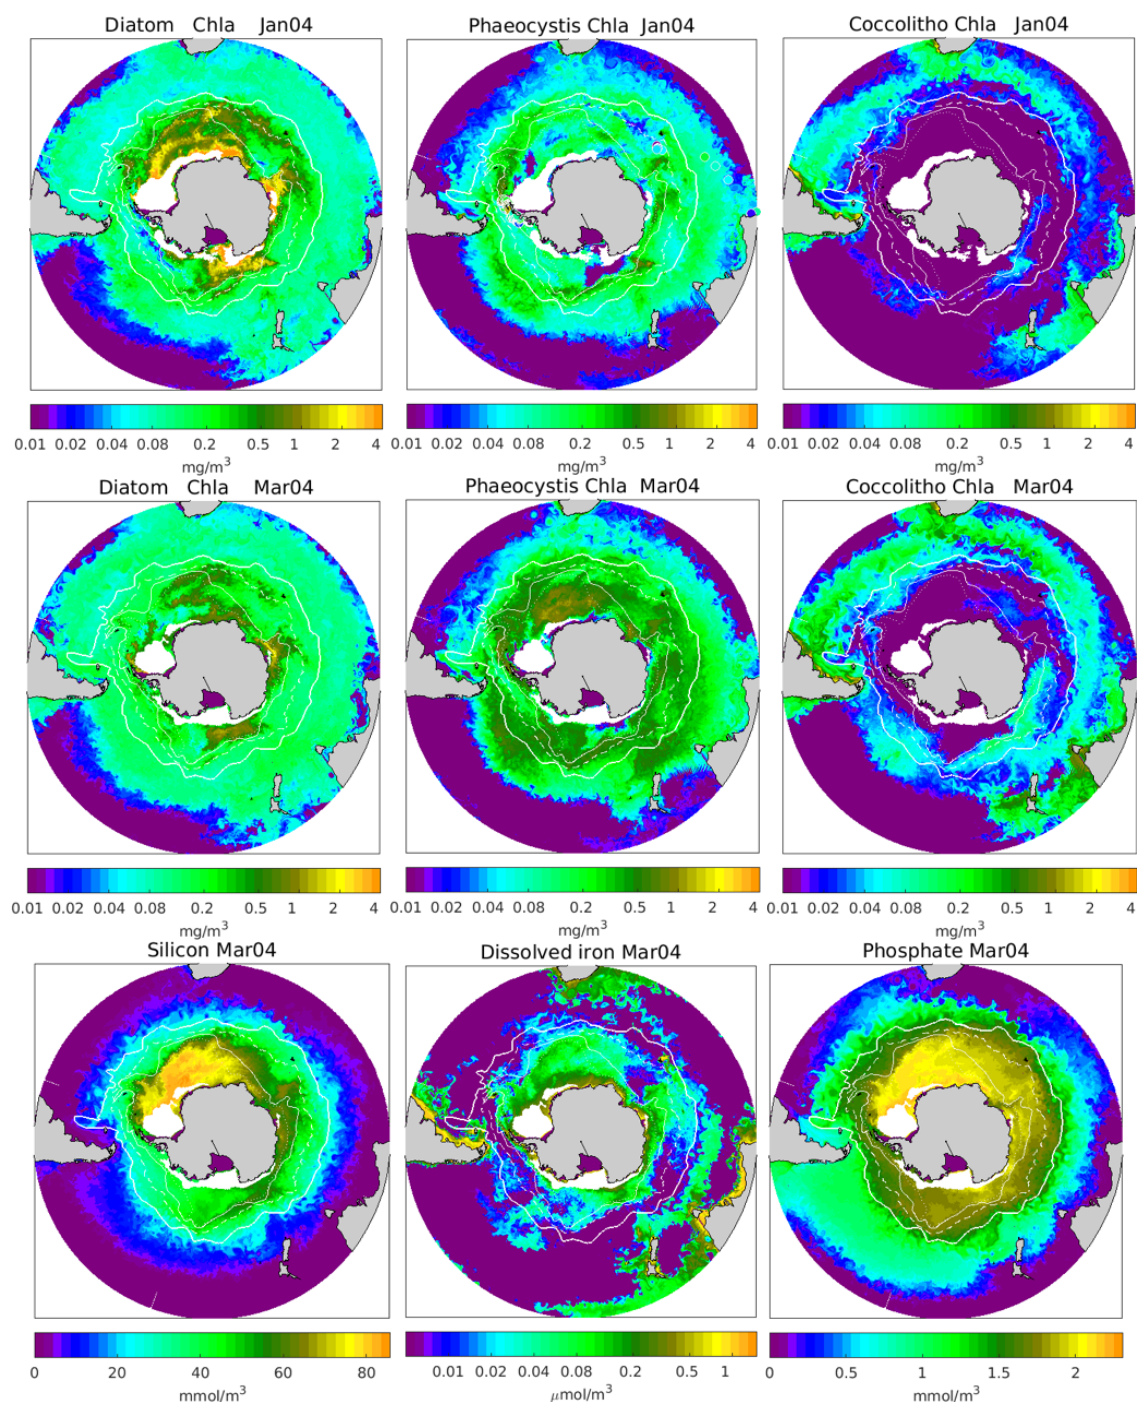 Diatom Chla Jan04
Phaeocystis Chla Jan04
Coccolitho Chla Jan04
0.01 0.02 0.04 0.08 0.2 0.5 1 2 4
0.01 0.02 0.04 0.08 0.2 0.5 1 2 4
0.01 0.02 0.04 0.08 0.2 0.5 1 2 4
mg/m³
mg/m³
mg/m³
Diatom Chla Mar04
Phaeocystis Chla Mar04
Coccolitho Chla Mar04
0.01 0.02 0.04 0.08 0.2 0.5 1 2 4
0.01 0.02 0.04 0.08 0.2 0.5 1 2 4
0.01 0.02 0.04 0.08 0.2 0.5 1 2 4
mg/m³
mg/m³
mg/m³
Silicon Mar04
Dissolved iron Mar04
Phosphate Mar04
0 20 40 60 80
0.01 0.02 0.04 0.08 0.2 0.5 1
0 0.5 1 1.5 2
mmol/m³
μmol/m³
mmol/m³